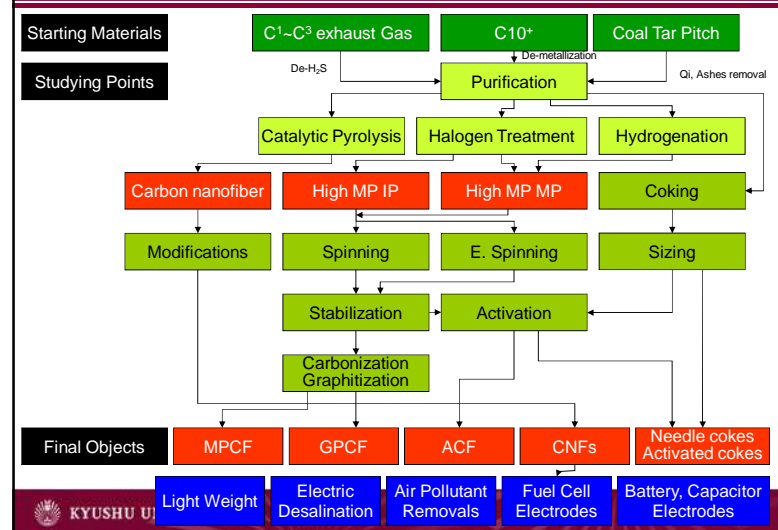 Starting Materials
C¹~C³ exhaust Gas
C10⁺
Coal Tar Pitch
De-H₂S
De-metallization
Qi, Ashes removal
Studying Points
Purification
Catalytic Pyrolysis
Halogen Treatment
Hydrogenation
Carbon nanofiber
High MP IP
High MP MP
Coking
Modifications
Spinning
E. Spinning
Sizing
Stabilization
Activation
Carbonization
Graphitization
Final Objects
MPCF
GPCF
ACF
CNFs
Needle cokes
Activated cokes
Light Weight
Electric
Desalination
Air Pollutant
Removals
Fuel Cell
Electrodes
Battery, Capacitor
Electrodes
KYUSHU